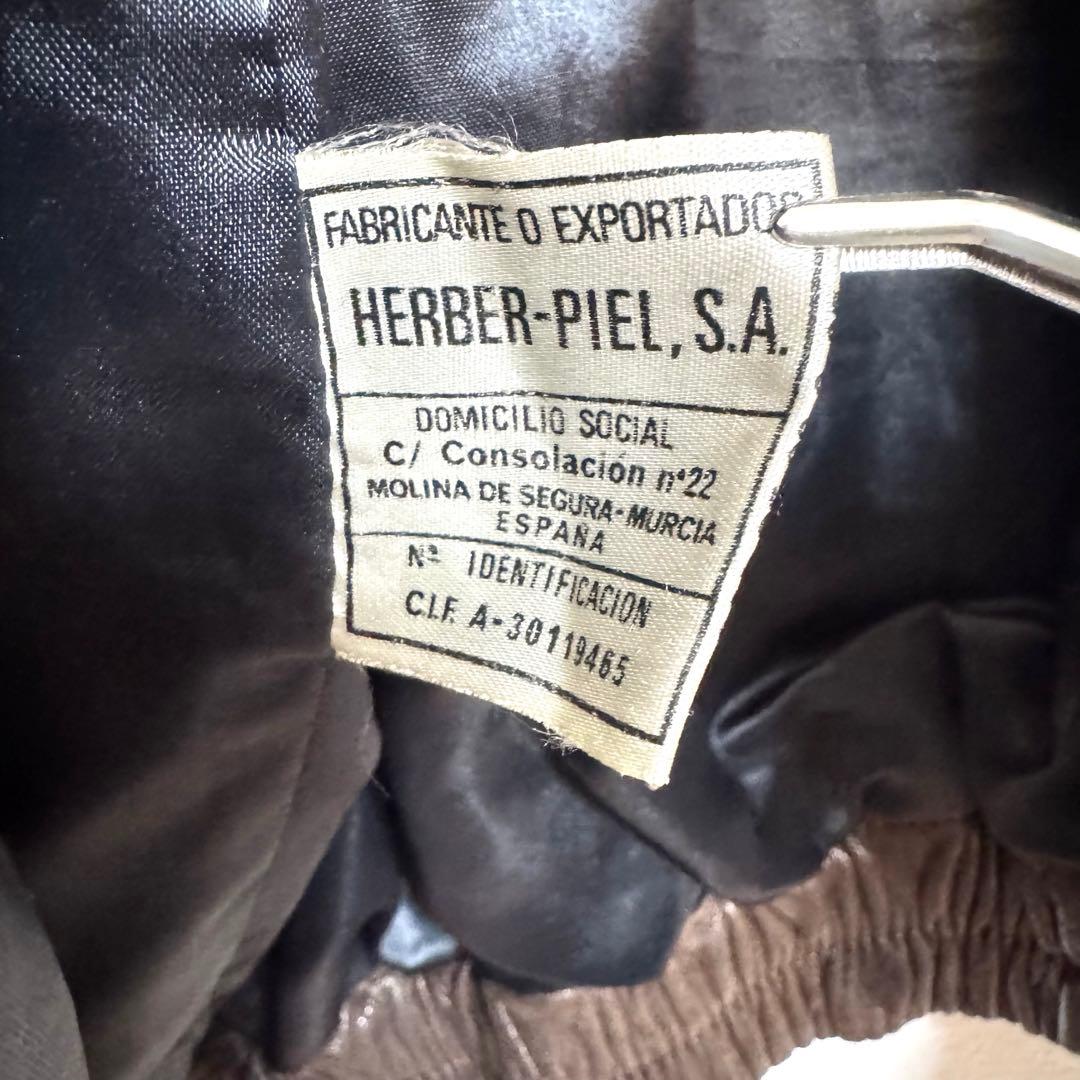 FABRICANTE O EXPORTADOR
HERBER-PIEL, S.A.
DOMICILIO SOCIAL
C/ Consolación nº22
MOLINA DE SEGURA-MURCIA
ESPAÑA
Nº IDENTIFICACION
C.I.F. A-30119465